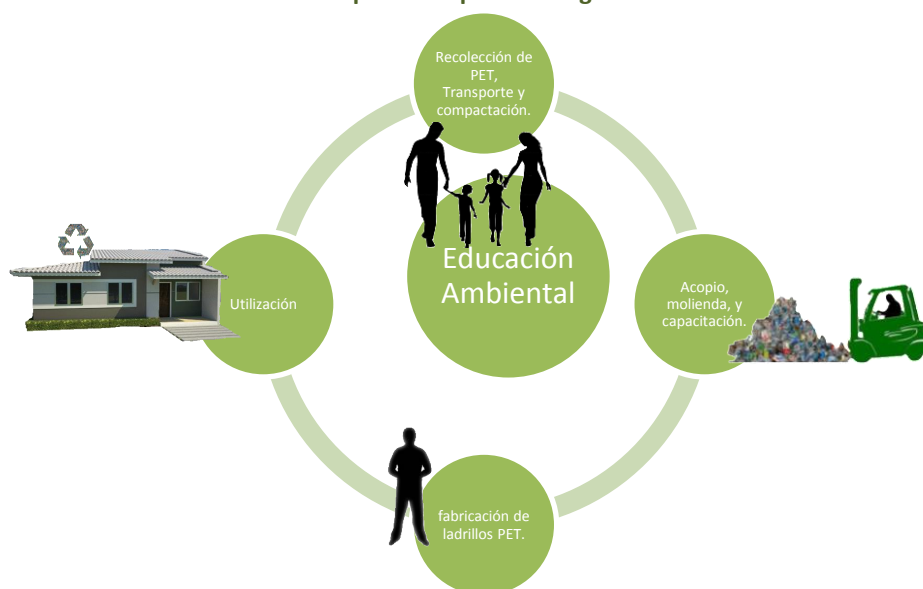 Recolección de
PET,
Transporte y
compactación.
Educación
Ambiental
Utilización
Acopio,
molienda, y
capacitación.
fabricación de
ladrillos PET.